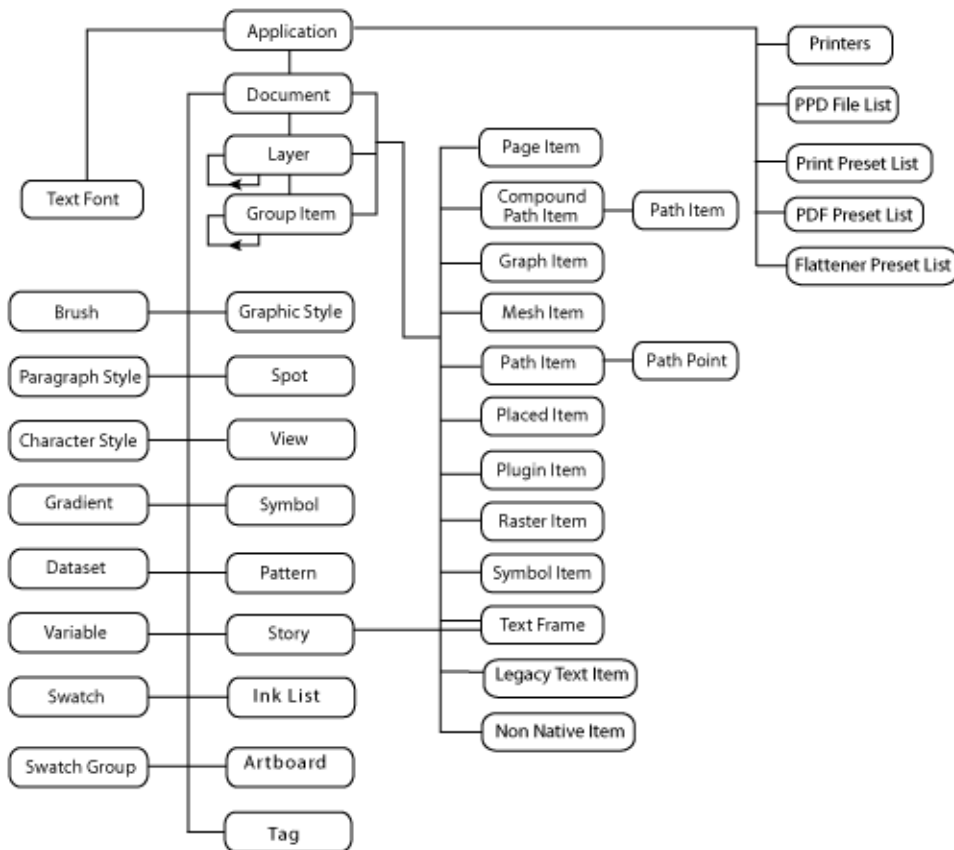 Application
Printers
Document
PPD File List
Layer
Page Item
Print Preset List
Text Font
Group Item
Compound
Path Item
Path Item
PDF Preset List
Graph Item
Flattener Preset List
Brush
Graphic Style
Mesh Item
Paragraph Style
Spot
Path Item
Path Point
Placed Item
Character Style
View
Plugin Item
Gradient
Symbol
Raster Item
Dataset
Pattern
Symbol Item
Variable
Story
Text Frame
Legacy Text Item
Swatch
Ink List
Non Native Item
Swatch Group
Artboard
Tag